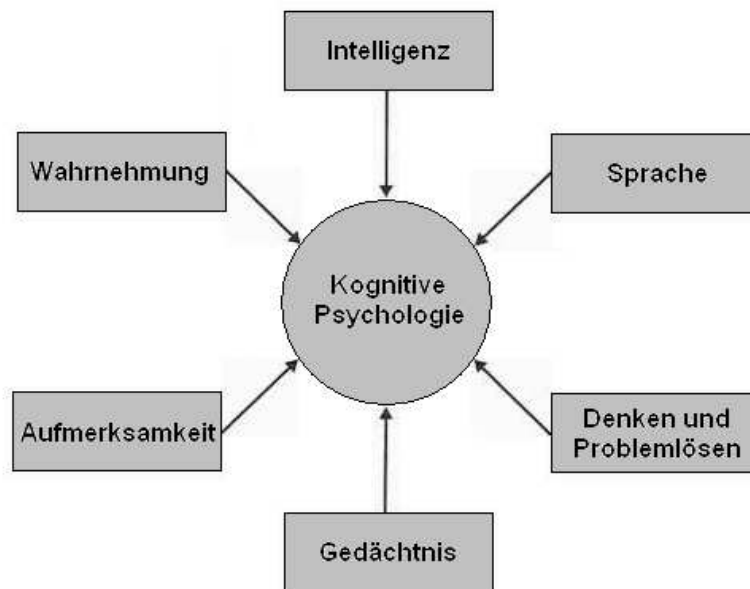 Intelligenz
Wahrnehmung
Sprache
Kognitive
Psychologie
Aufmerksamkeit
Denken und
Problemlösen
Gedächtnis